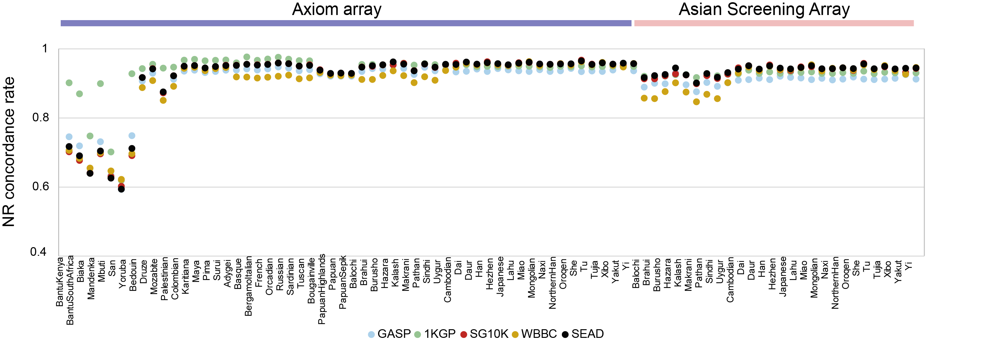 Axiom array
Asian Screening Array
NR concordance rate
1
0.8
0.6
0.4
BantuKenya
BantuSouthAfrica
Biaka
Mandenka
Mbuti
San
Yoruba
Bedouin
Druze
Mozabite
Palestinian
Colombian
Karitiana
Maya
Pima
Surui
Adygei
Basque
BergamoItalian
French
Orcadian
Russian
Sardinian
Tuscan
Bougainville
PapuanHighlands
Papuan
PapuanSepik
Balochi
Brahui
Burusho
Hazara
Kalash
Makrani
Pathan
Sindhi
Uygur
Cambodian
Dai
Daur
Han
Hezhen
Japanese
Lahu
Miao
Mongolian
Naxi
NorthernHan
Oroqen
She
Tu
Tujia
Xibo
Yakut
Yi
Balochi
Brahui
Burusho
Hazara
Kalash
Makrani
Pathan
Sindhi
Uygur
Cambodian
Dai
Daur
Han
Hezhen
Japanese
Lahu
Miao
Mongolian
Naxi
NorthernHan
Oroqen
She
Tu
Tujia
Xibo
Yakut
Yi
GASP 1KGP SG10K WBBC SEAD